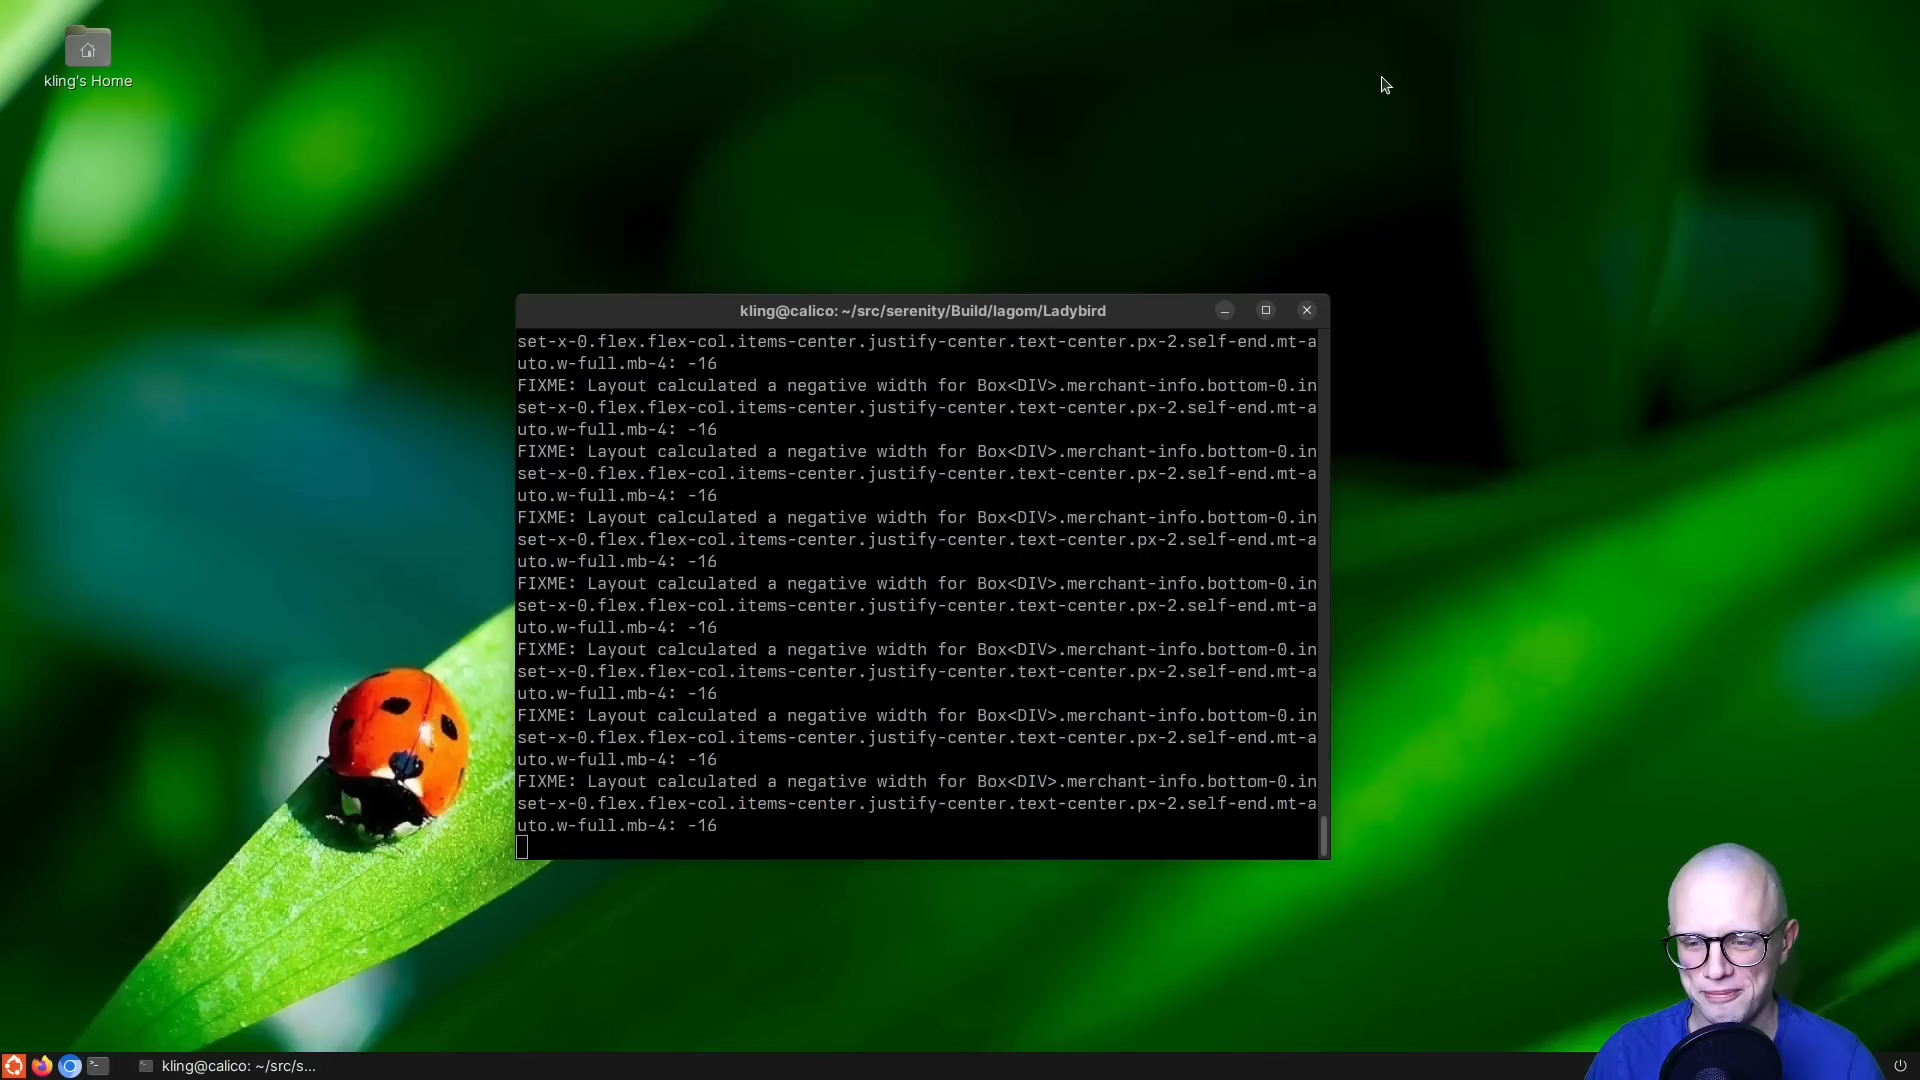 kling's Home
kling@calico: ~/src/serenity/Build/lagom/Ladybird
set-x-0.flex.flex-col.items-center.justify-center.text-center.px-2.self-end.mt-a
uto.w-full.mb-4: -16
FIXME: Layout calculated a negative width for Box<DIV>.merchant-info.bottom-0.in
set-x-0.flex.flex-col.items-center.justify-center.text-center.px-2.self-end.mt-a
uto.w-full.mb-4: -16
FIXME: Layout calculated a negative width for Box<DIV>.merchant-info.bottom-0.in
set-x-0.flex.flex-col.items-center.justify-center.text-center.px-2.self-end.mt-a
uto.w-full.mb-4: -16
FIXME: Layout calculated a negative width for Box<DIV>.merchant-info.bottom-0.in
set-x-0.flex.flex-col.items-center.justify-center.text-center.px-2.self-end.mt-a
uto.w-full.mb-4: -16
FIXME: Layout calculated a negative width for Box<DIV>.merchant-info.bottom-0.in
set-x-0.flex.flex-col.items-center.justify-center.text-center.px-2.self-end.mt-a
uto.w-full.mb-4: -16
FIXME: Layout calculated a negative width for Box<DIV>.merchant-info.bottom-0.in
set-x-0.flex.flex-col.items-center.justify-center.text-center.px-2.self-end.mt-a
uto.w-full.mb-4: -16
FIXME: Layout calculated a negative width for Box<DIV>.merchant-info.bottom-0.in
set-x-0.flex.flex-col.items-center.justify-center.text-center.px-2.self-end.mt-a
uto.w-full.mb-4: -16
FIXME: Layout calculated a negative width for Box<DIV>.merchant-info.bottom-0.in
set-x-0.flex.flex-col.items-center.justify-center.text-center.px-2.self-end.mt-a
uto.w-full.mb-4: -16
kling@calico: ~/src/s...